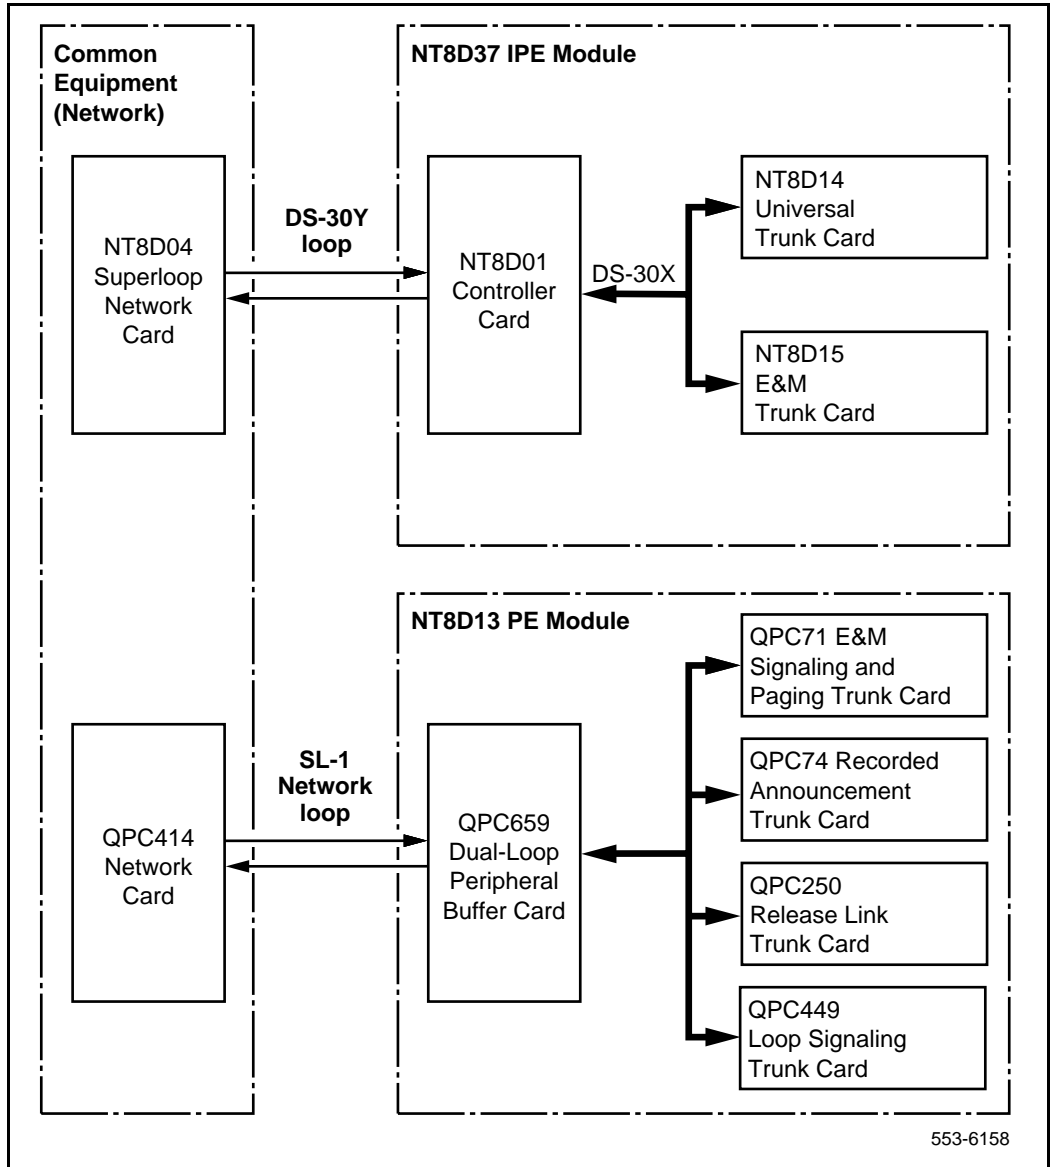 Common
Equipment
(Network)
NT8D37 IPE Module
NT8D04
Superloop
Network
Card
DS-30Y
loop
NT8D01
Controller
Card
DS-30X
NT8D14
Universal
Trunk Card
NT8D15
E&M
Trunk Card
NT8D13 PE Module
QPC414
Network
Card
SL-1
Network
loop
QPC659
Dual-Loop
Peripheral
Buffer Card
QPC71 E&M
Signaling and
Paging Trunk Card
QPC74 Recorded
Announcement
Trunk Card
QPC250
Release Link
Trunk Card
QPC449
Loop Signaling
Trunk Card
553-6158